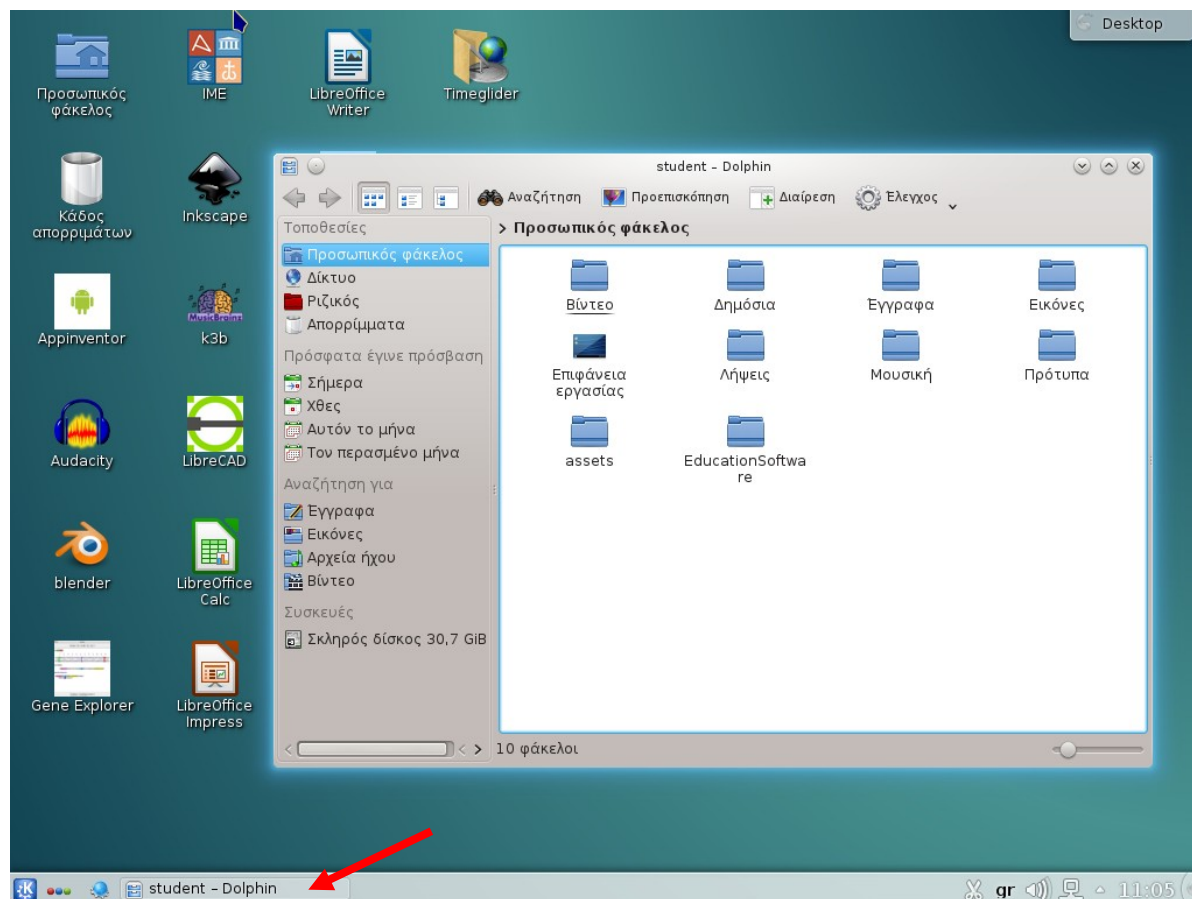 Desktop
Προσωπικός
φάκελος
IME
LibreOffice
Writer
Timeglider
Κάδος
απορριμάτων
Inkscape
Appinventor
MusicBrainz
k3b
Audacity
LibreCAD
blender
LibreOffice
Calc
Gene Explorer
LibreOffice
Impress
student – Dolphin
Αναζήτηση Προεπισκόπηση Διαίρεση Έλεγχος
Τοποθεσίες
> Προσωπικός φάκελος
Προσωπικός φάκελος
Δίκτυο
Ριζικός
Απορρίμματα
Πρόσφατα έγινε πρόσβαση
Σήμερα
Χθες
Αυτόν το μήνα
Τον περασμένο μήνα
Αναζήτηση για
Έγγραφα
Εικόνες
Αρχεία ήχου
Βίντεο
Συσκευές
Σκληρός δίσκος 30,7 GiB
Βίντεο
Δημόσια
Έγγραφα
Εικόνες
Επιφάνεια
εργασίας
Λήψεις
Μουσική
Πρότυπα
assets
EducationSoftwa
re
10 φάκελοι
student – Dolphin
gr
11:05